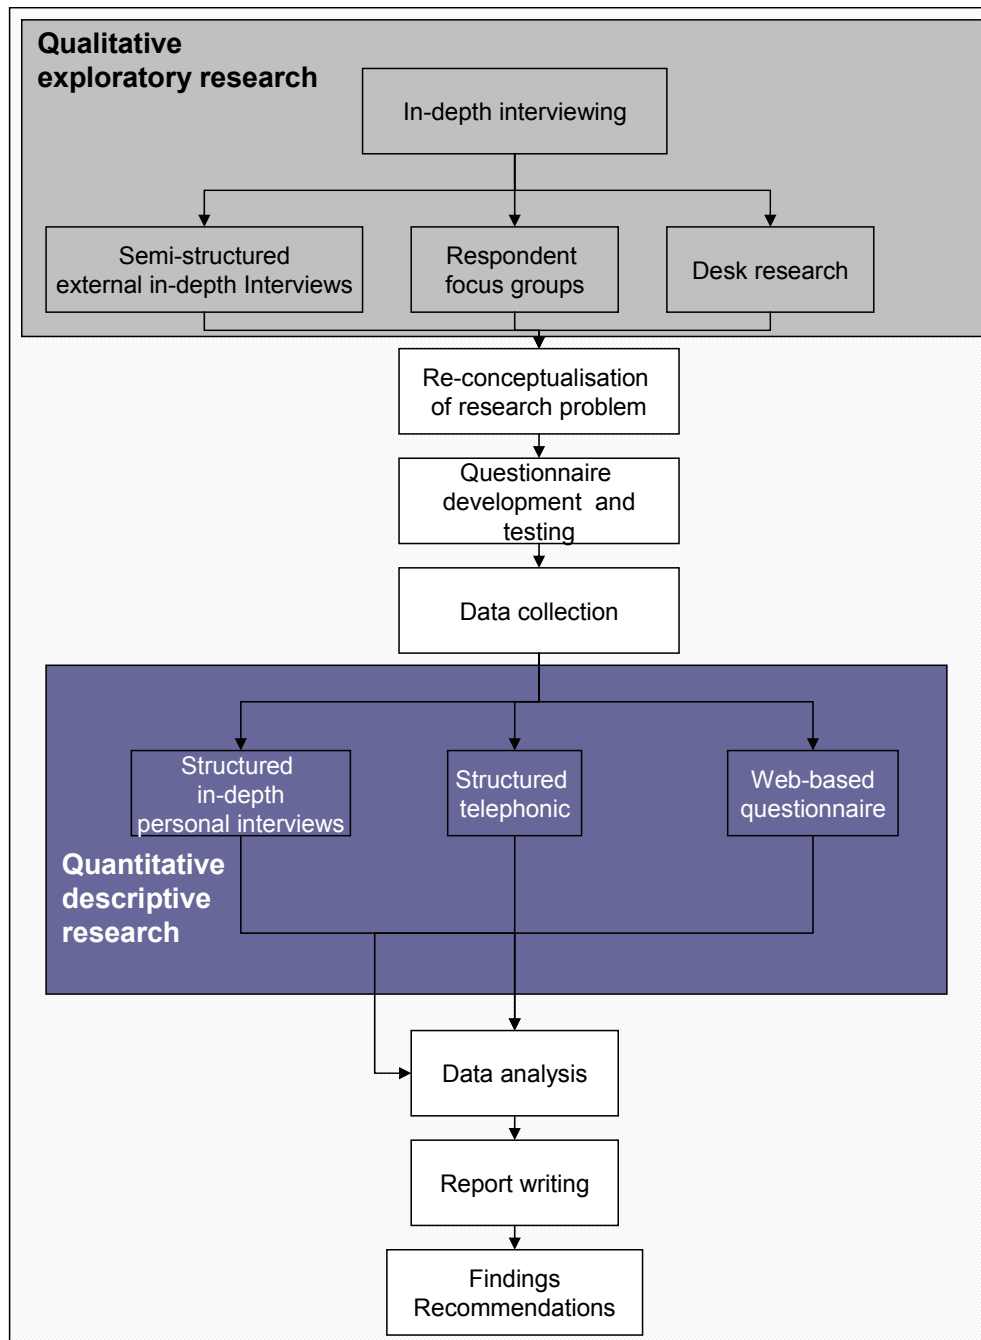 Qualitative
exploratory research
In-depth interviewing
Semi-structured
external in-depth Interviews
Respondent
focus groups
Desk research
Re-conceptualisation
of research problem
Questionnaire
development and
testing
Data collection
Structured
in-depth
personal interviews
Structured
telephonic
Web-based
questionnaire
Quantitative
descriptive
research
Data analysis
Report writing
Findings
Recommendations